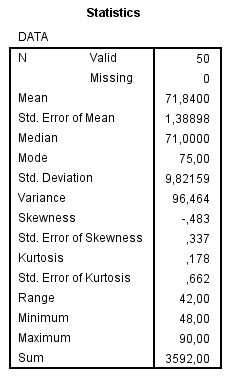 Statistics
DATA
N Valid 50
Missing 0
Mean 71,8400
Std. Error of Mean 1,38898
Median 71,0000
Mode 75,00
Std. Deviation 9,82159
Variance 96,464
Skewness -,483
Std. Error of Skewness ,337
Kurtosis ,178
Std. Error of Kurtosis ,662
Range 42,00
Minimum 48,00
Maximum 90,00
Sum 3592,00